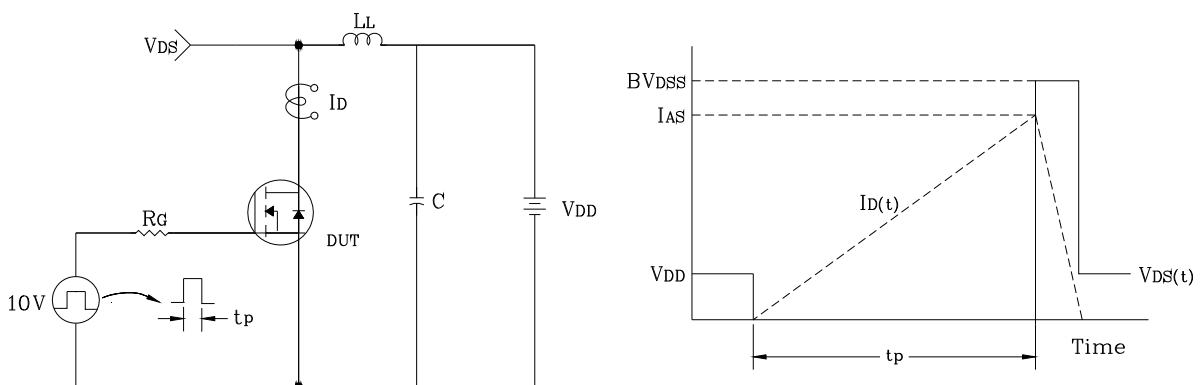 LL
VDS
ID
RG
DUT
C
VDD
10V
tp
BVDSS
IAS
ID(t)
VDD
VDS(t)
tp
Time